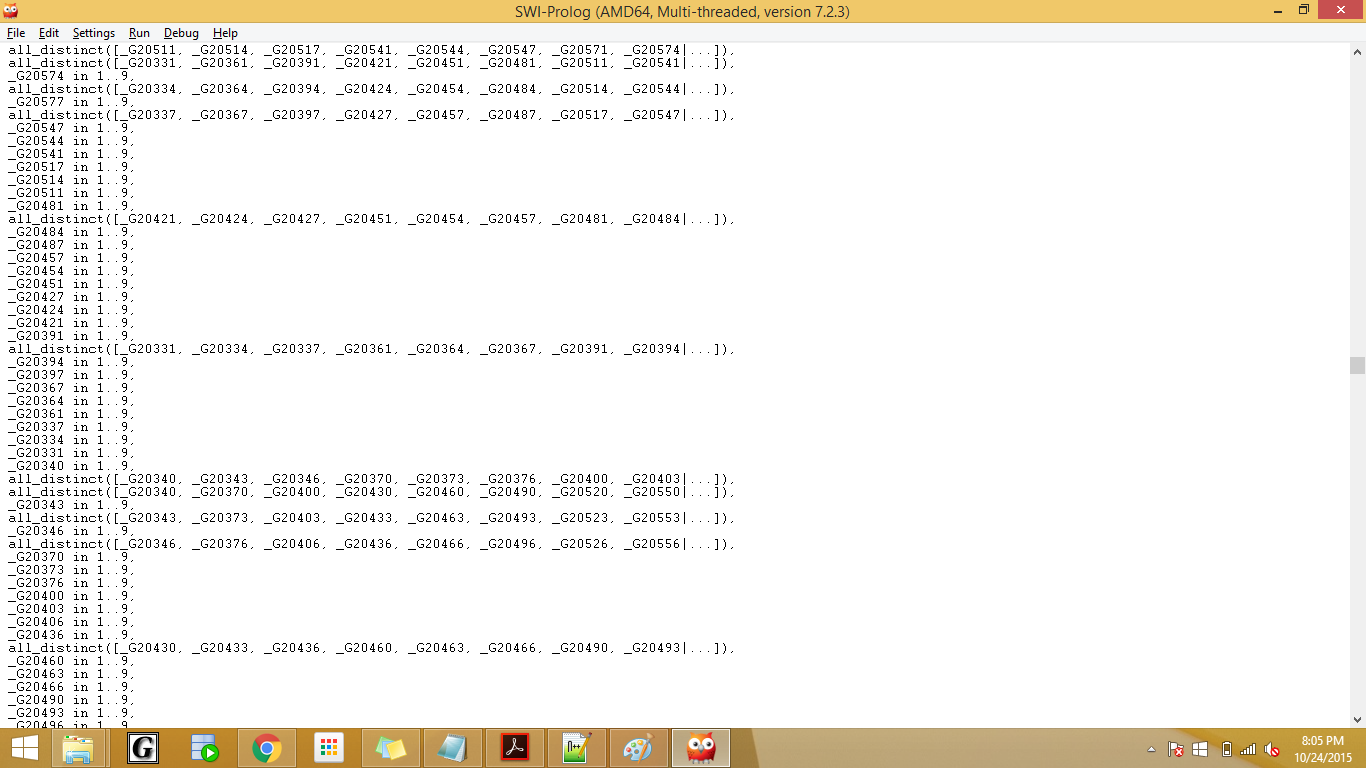 SWI-Prolog (AMD64, Multi-threaded, version 7.2.3)
File Edit Settings Run Debug Help
all_distinct([_G20511, _G20514, _G20517, _G20541, _G20544, _G20547, _G20571, _G20574|...]),
all_distinct([_G20331, _G20361, _G20391, _G20421, _G20451, _G20481, _G20511, _G20541|...]),
_G20574 in 1..9,
all_distinct([_G20334, _G20364, _G20394, _G20424, _G20454, _G20484, _G20514, _G20544|...]),
_G20577 in 1..9,
all_distinct([_G20337, _G20367, _G20397, _G20427, _G20457, _G20487, _G20517, _G20547|...]),
_G20547 in 1..9,
_G20544 in 1..9,
_G20541 in 1..9,
_G20517 in 1..9,
_G20514 in 1..9,
_G20511 in 1..9,
_G20481 in 1..9,
all_distinct([_G20421, _G20424, _G20427, _G20451, _G20454, _G20457, _G20481, _G20484|...]),
_G20484 in 1..9,
_G20487 in 1..9,
_G20457 in 1..9,
_G20454 in 1..9,
_G20451 in 1..9,
_G20427 in 1..9,
_G20424 in 1..9,
_G20421 in 1..9,
_G20391 in 1..9,
all_distinct([_G20331, _G20334, _G20337, _G20361, _G20364, _G20367, _G20391, _G20394|...]),
_G20394 in 1..9,
_G20397 in 1..9,
_G20367 in 1..9,
_G20364 in 1..9,
_G20361 in 1..9,
_G20337 in 1..9,
_G20334 in 1..9,
_G20331 in 1..9,
_G20340 in 1..9,
all_distinct([_G20340, _G20343, _G20346, _G20370, _G20373, _G20376, _G20400, _G20403|...]),
all_distinct([_G20340, _G20370, _G20400, _G20430, _G20460, _G20490, _G20520, _G20550|...]),
_G20343 in 1..9,
all_distinct([_G20343, _G20373, _G20403, _G20433, _G20463, _G20493, _G20523, _G20553|...]),
_G20346 in 1..9,
all_distinct([_G20346, _G20376, _G20406, _G20436, _G20466, _G20496, _G20526, _G20556|...]),
_G20370 in 1..9,
_G20373 in 1..9,
_G20376 in 1..9,
_G20400 in 1..9,
_G20403 in 1..9,
_G20406 in 1..9,
_G20436 in 1..9,
all_distinct([_G20430, _G20433, _G20436, _G20460, _G20463, _G20466, _G20490, _G20493|...]),
_G20460 in 1..9,
_G20463 in 1..9,
_G20466 in 1..9,
_G20490 in 1..9,
_G20493 in 1..9,
_G20496 in 1..9
G
8:05 PM
10/24/2015